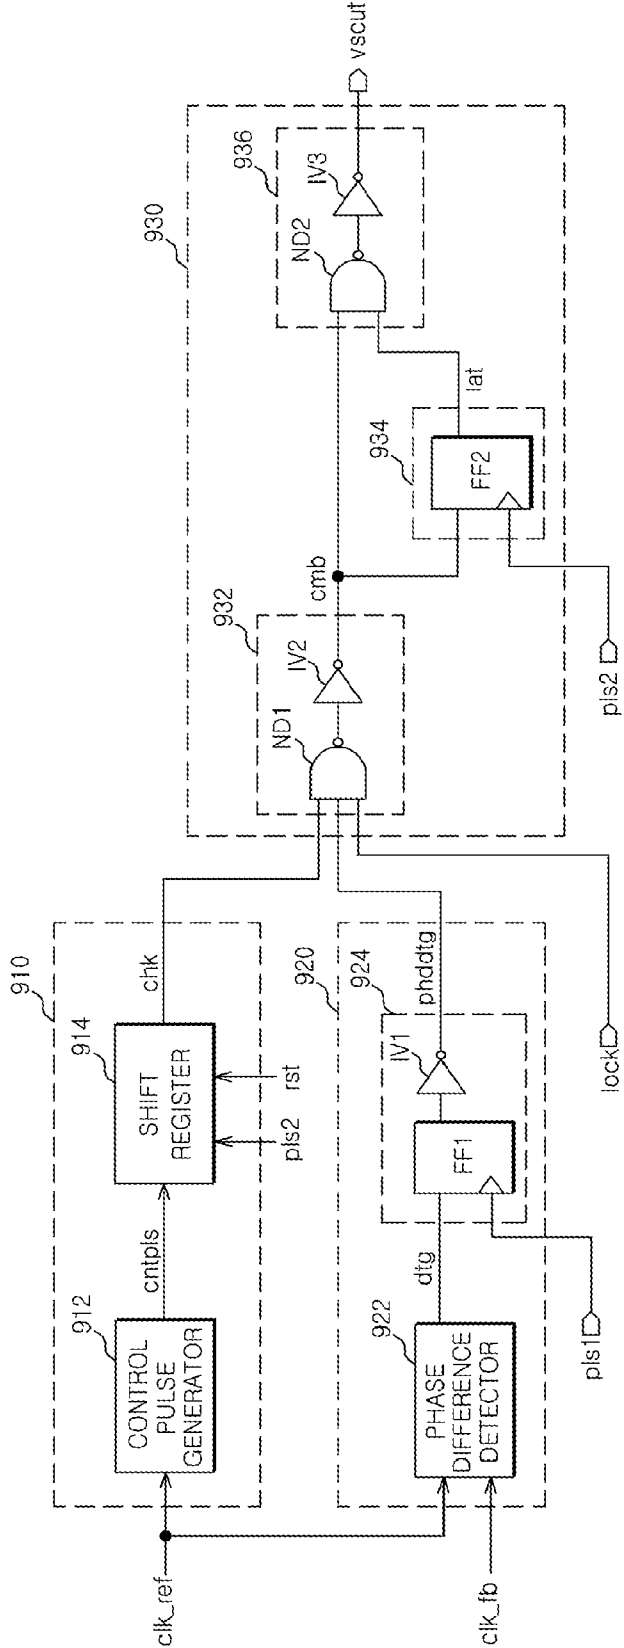 clk_ref
clk_fb
910
912
CONTROL
PULSE
GENERATOR
cntpls
914
SHIFT
REGISTER
pls2
rst
chk
920
922
PHASE
DIFFERENCE
DETECTOR
dtg
pls1
924
FF1
IV1
phddtg
lock
930
932
ND1
IV2
cmb
pls2
934
FF2
lat
936
ND2
IV3
vscut